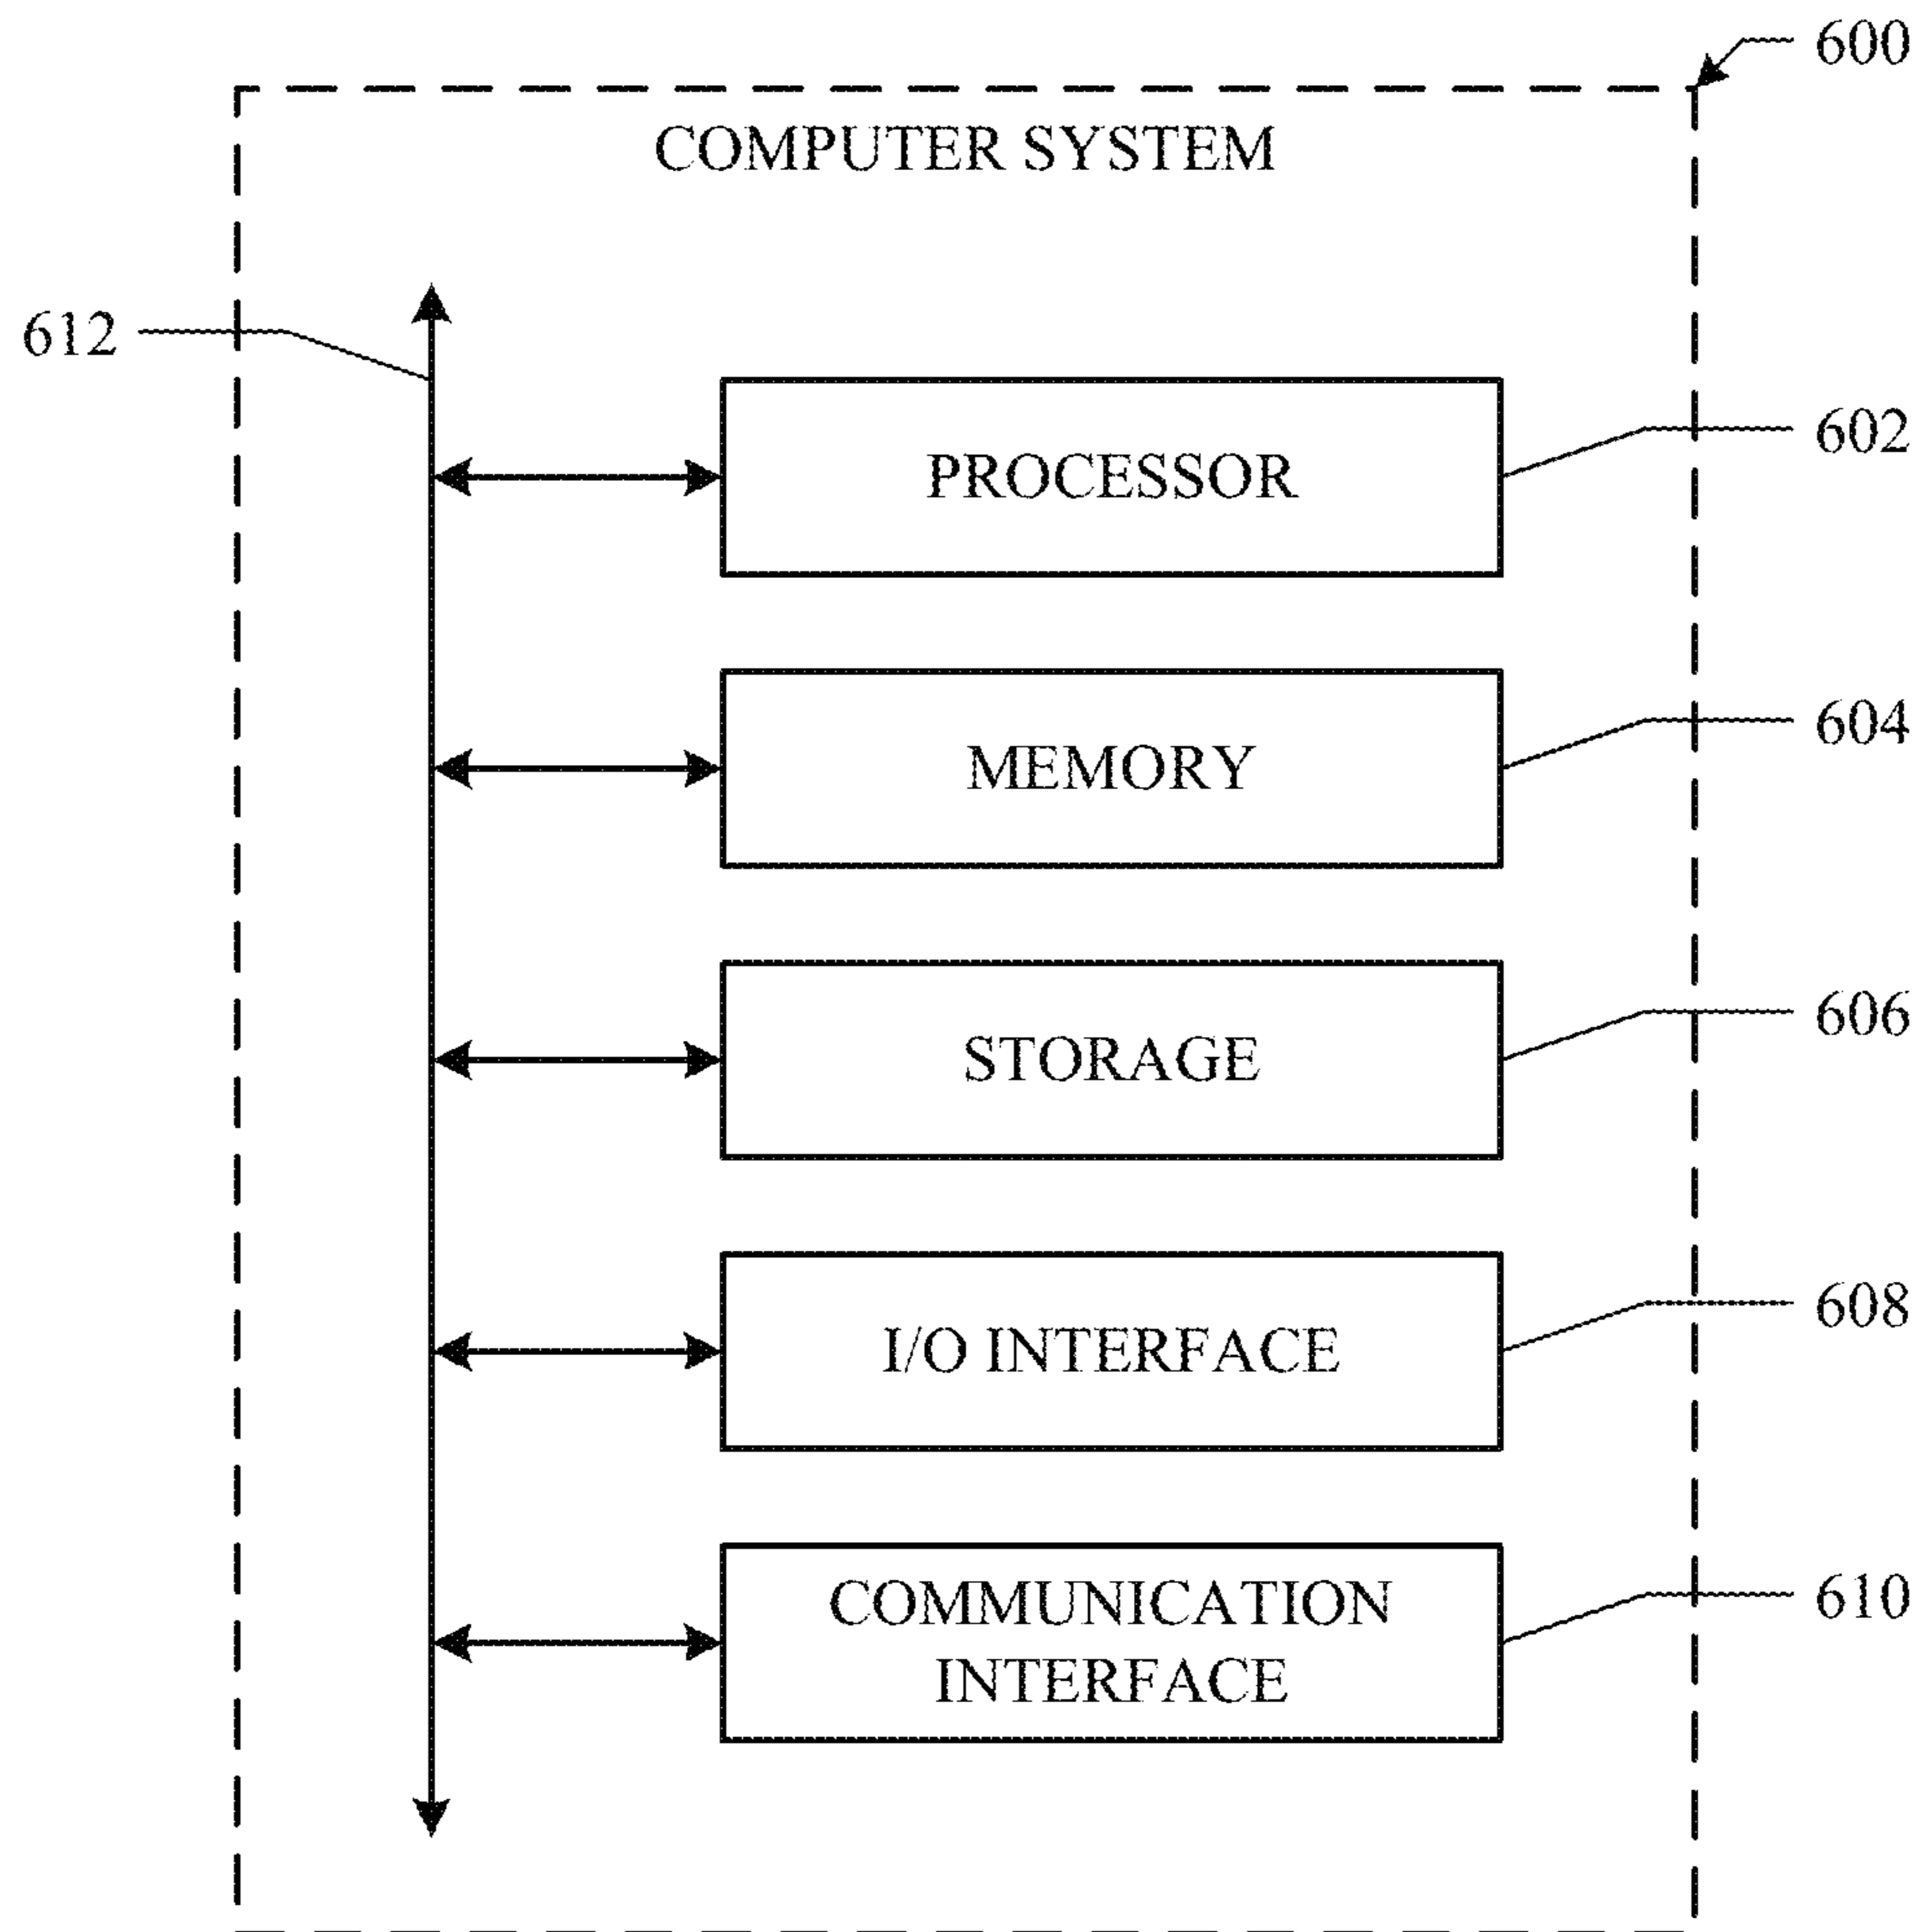 600
COMPUTER SYSTEM
612
PROCESSOR
602
MEMORY
604
STORAGE
606
I/O INTERFACE
608
COMMUNICATION
INTERFACE
610